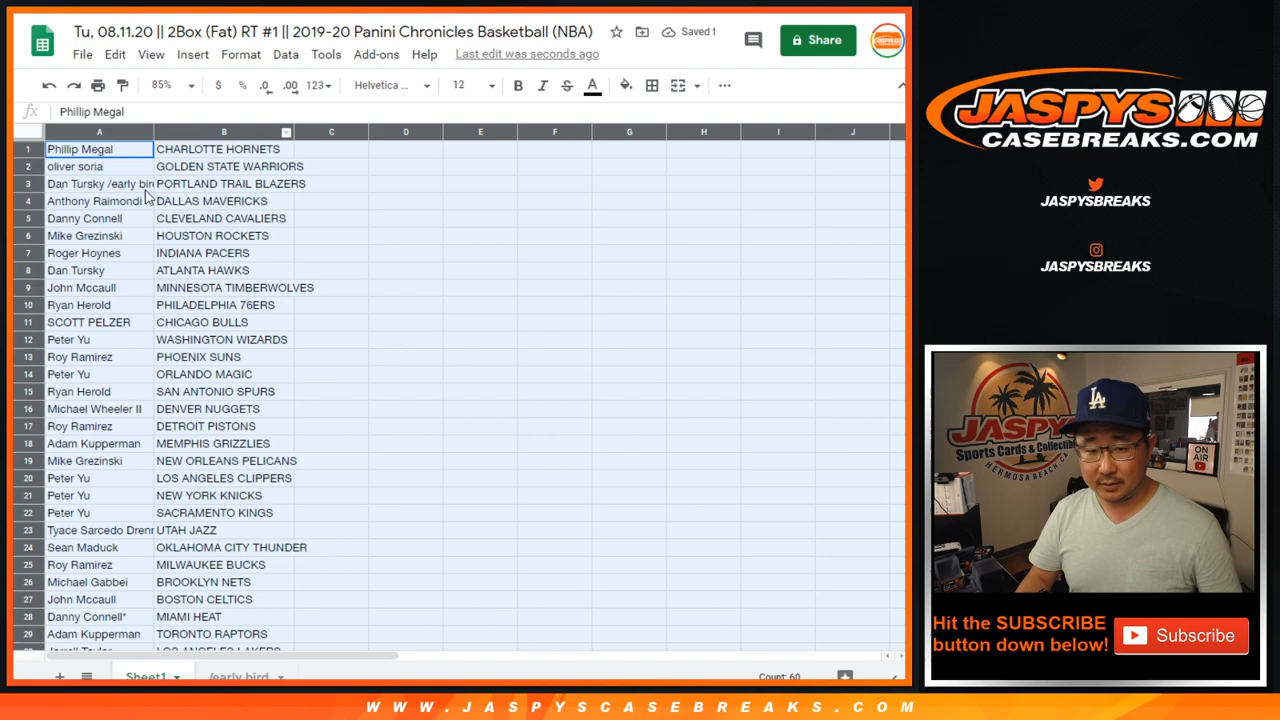 Tu, 08.11.20 || 2Box (Fat) RT #1 || 2019-20 Panini Chronicles Basketball (NBA)
Saved t
File Edit View Insert Format Data Tools Add-ons Help Last edit was seconds ago
Share
85% $ % .0 .00 123 Helvetica ... 12 B I S A ...
fx Phillip Megal
A B C D E F G H I J
1 Phillip Megal CHARLOTTE HORNETS
2 oliver soria GOLDEN STATE WARRIORS
3 Dan Tursky /early bir PORTLAND TRAIL BLAZERS
4 Anthony Raimondi DALLAS MAVERICKS
5 Danny Connell CLEVELAND CAVALIERS
6 Mike Grezinski HOUSTON ROCKETS
7 Roger Hoynes INDIANA PACERS
8 Dan Tursky ATLANTA HAWKS
9 John Mccaull MINNESOTA TIMBERWOLVES
10 Ryan Herold PHILADELPHIA 76ERS
11 SCOTT PELZER CHICAGO BULLS
12 Peter Yu WASHINGTON WIZARDS
13 Roy Ramirez PHOENIX SUNS
14 Peter Yu ORLANDO MAGIC
15 Ryan Herold SAN ANTONIO SPURS
16 Michael Wheeler II DENVER NUGGETS
17 Roy Ramirez DETROIT PISTONS
18 Adam Kupperman MEMPHIS GRIZZLIES
19 Mike Grezinski NEW ORLEANS PELICANS
20 Peter Yu LOS ANGELES CLIPPERS
21 Peter Yu NEW YORK KNICKS
22 Peter Yu SACRAMENTO KINGS
23 Tyace Sarcedo Drenn UTAH JAZZ
24 Sean Maduck OKLAHOMA CITY THUNDER
25 Roy Ramirez MILWAUKEE BUCKS
26 Michael Gabbei BROOKLYN NETS
27 John Mccaull BOSTON CELTICS
28 Danny Connell* MIAMI HEAT
29 Adam Kupperman TORONTO RAPTORS
Jarrell Taylor LOS ANGELES LAKERS
Sheet1 /early bird Count: 60
JASPYS
CASEBREAKS.COM
JASPYSBREAKS
JASPYSBREAKS
JASPY'S
Sports Cards & Collectibles
HERMOSA BEACH, CA
LA
ON
AIR
Hit the SUBSCRIBE
button down below!
Subscribe
WWW.JASPYSCASEBREAKS.COM